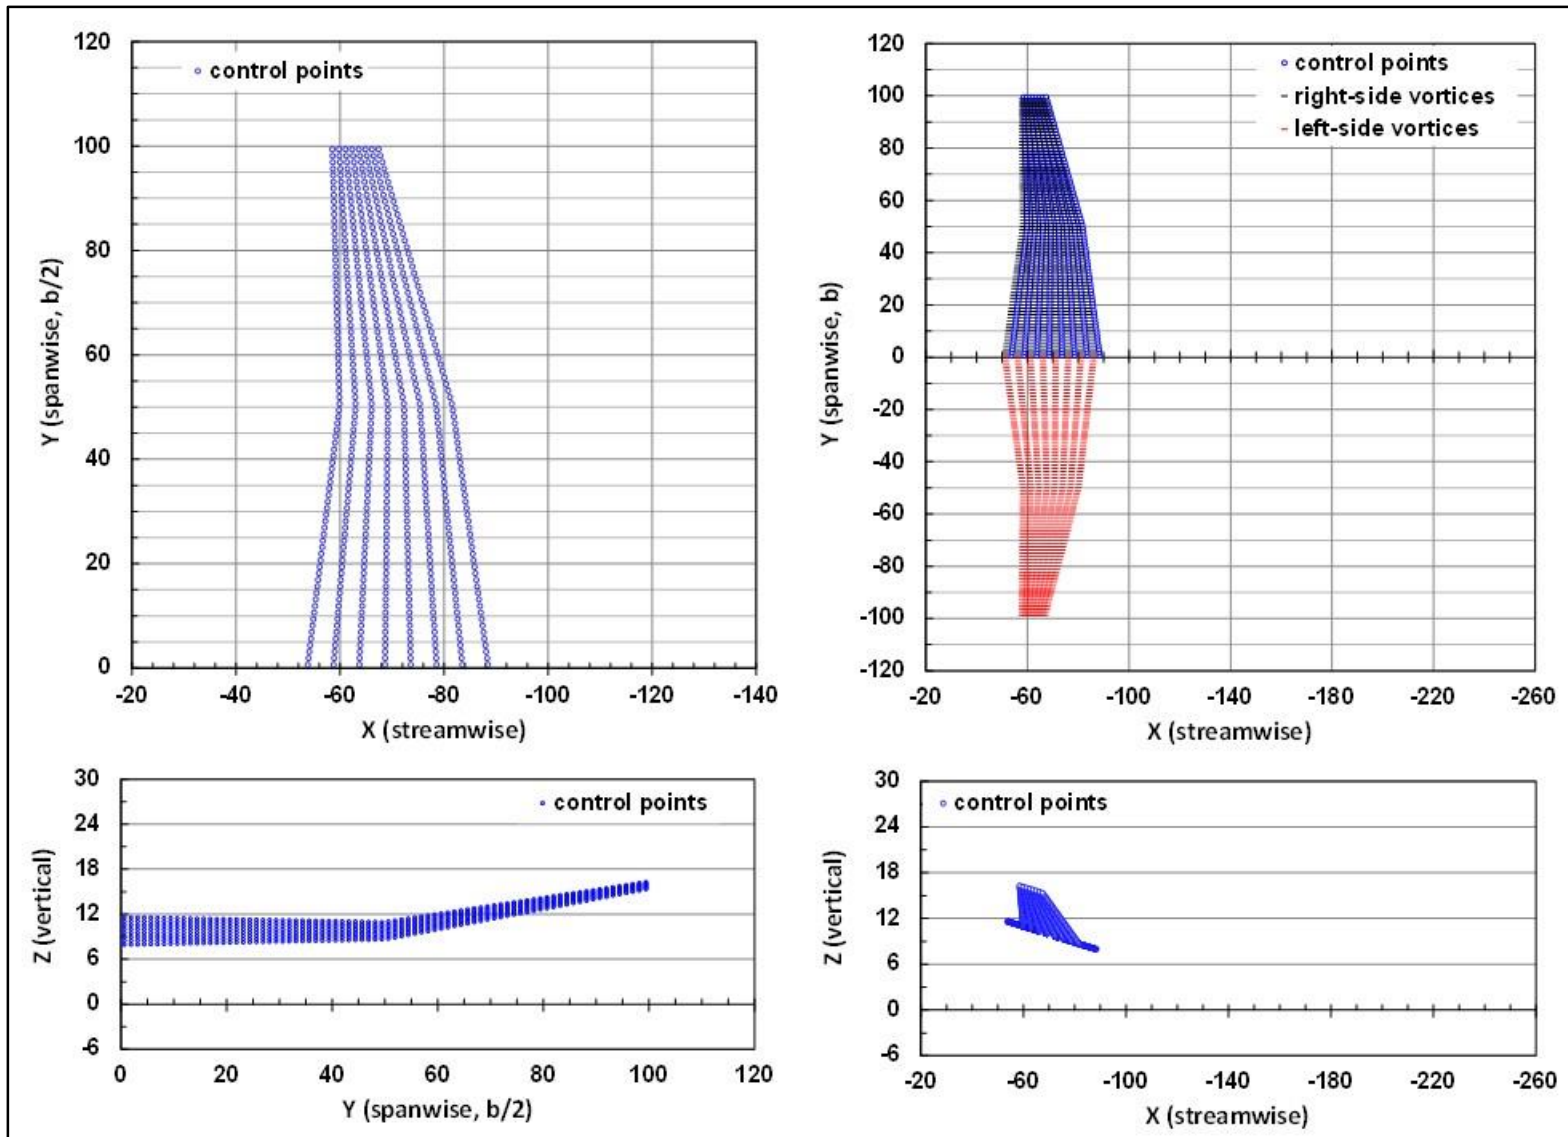 120
100
80
60
40
20
0
Y (spanwise, b/2)
control points
-20 -40 -60 -80 -100 -120 -140
X (streamwise)
120
100
80
60
40
20
0
-20
-40
-60
-80
-100
-120
Y (spanwise, b)
control points
right-side vortices
left-side vortices
-20 -60 -100 -140 -180 -220 -260
X (streamwise)
30
24
18
12
6
0
-6
Z (vertical)
control points
0 20 40 60 80 100 120
Y (spanwise, b/2)
30
24
18
12
6
0
-6
Z (vertical)
control points
-20 -60 -100 -140 -180 -220 -260
X (streamwise)